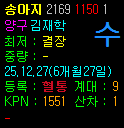 송아지 2169 1150 1
양구김재학
최저 : 결장
수
중량 : -
25,12,27(6개월27일)
등록 : 혈통 계대 : 9
KPN : 1551 산차 : 1
-